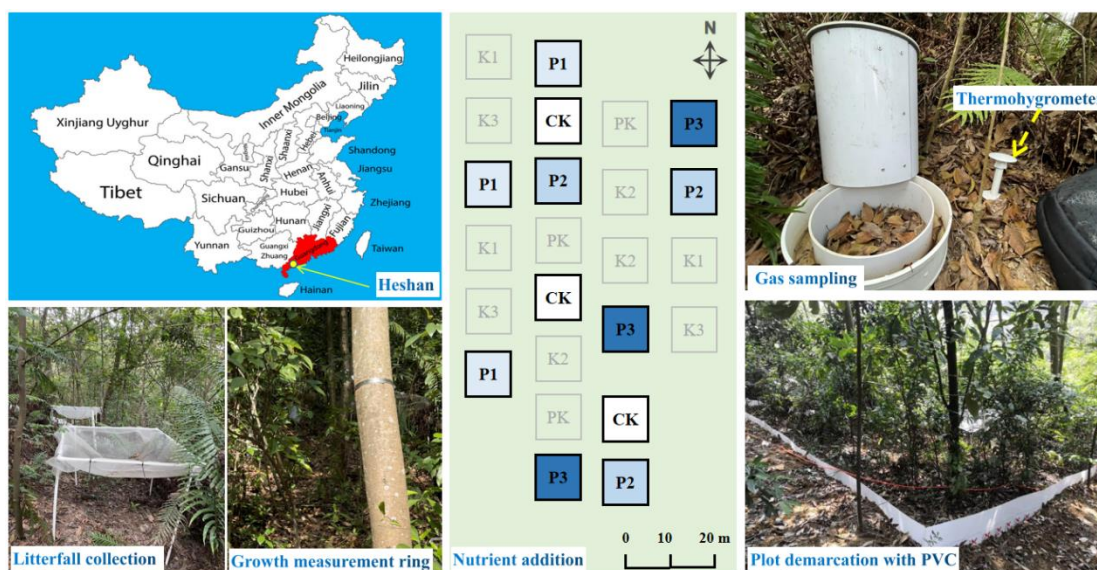 Heilongjiang
Jilin
Liaoning
Inner Mongolia
Beijing
Tianjin
Hebei
Xinjiang Uyghur
Gansu
Shanxi
Shaanxi
Shandong
Qinghai
Henan
Jiangsu
Tibet
Anhui
Sichuan
Hubei
Zhejiang
Hunan
Jiangxi
Fujian
Guizhou
Yunnan
Guangxi
Zhuang
Guangdong
Taiwan
Hainan
Heshan
Litterfall collection
Growth measurement ring
N
K1
P1
K3
CK
PK
P3
P1
P2
K2
P2
K1
PK
K2
K1
K3
CK
P3
K3
P1
K2
PK
CK
P3
P2
0 10 20 m
Nutrient addition
Thermohygrometer
Gas sampling
Plot demarcation with PVC